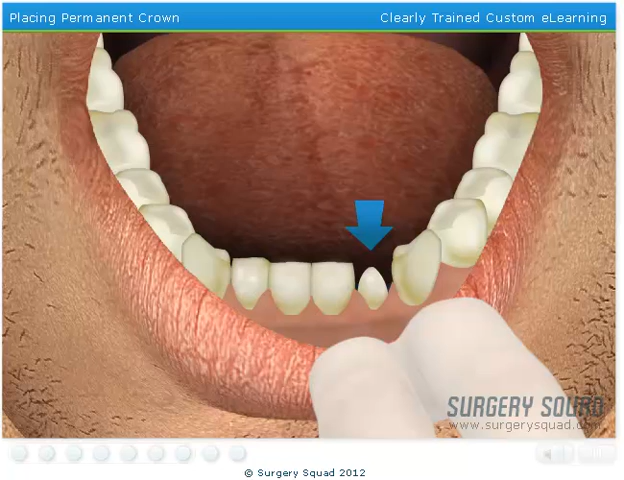 Placing Permanent Crown
Clearly Trained Custom eLearning
SURGERY SQUAD
www.surgerysquad.com
© Surgery Squad 2012